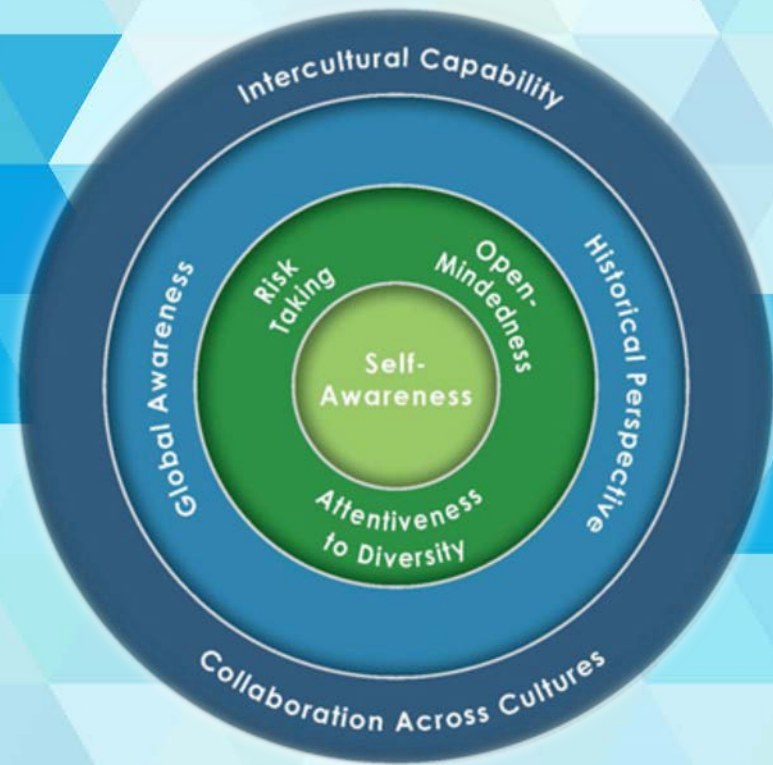 Intercultural Capability
Global Awareness
Historical Perspective
Risk
Taking
Open-
Mindedness
Self-
Awareness
Attentiveness
to Diversity
Collaboration Across Cultures